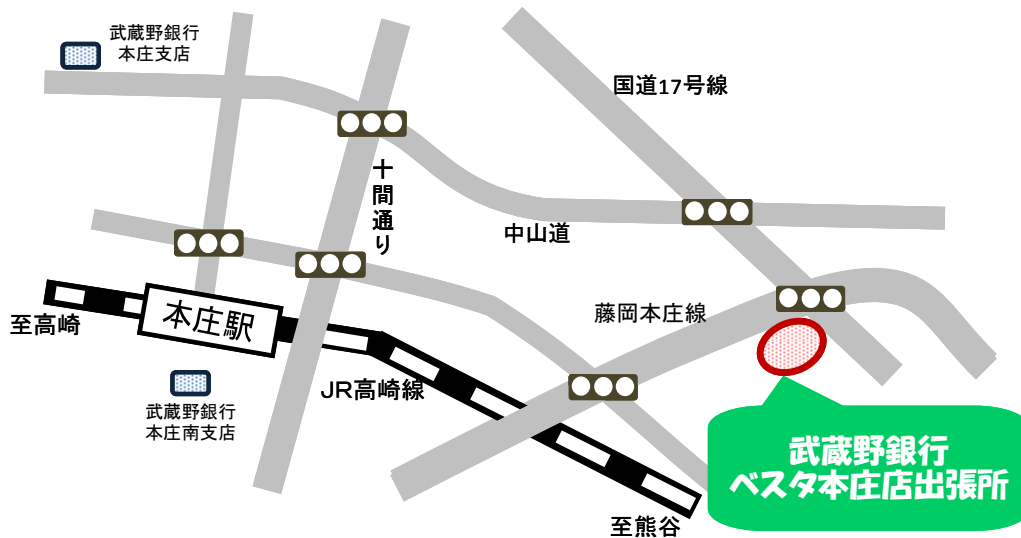 武蔵野銀行
本庄支店
国道17号線
十間通り
中山道
藤岡本庄線
本庄駅
至高崎
JR高崎線
武蔵野銀行
本庄南支店
武蔵野銀行
ベスタ本庄店出張所
至熊谷